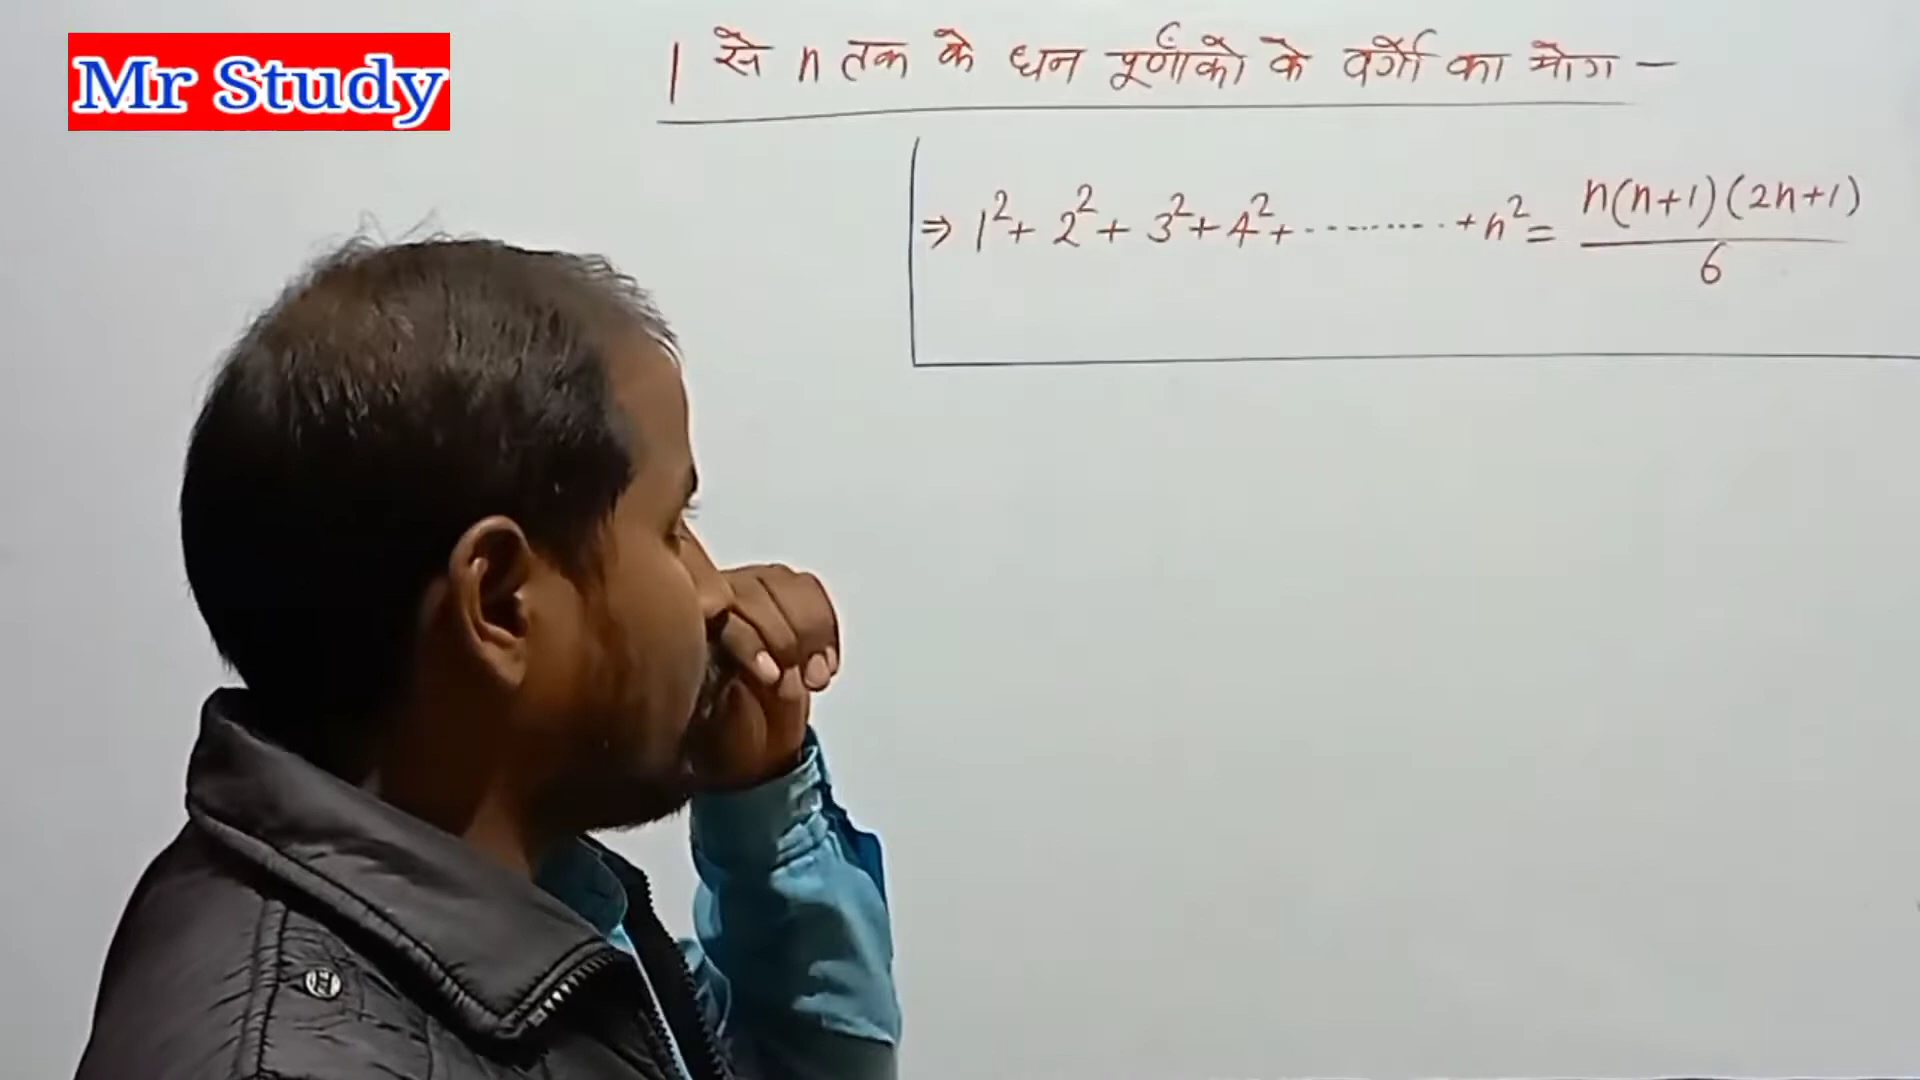 Mr Study
1 से n तक के धन पूर्णांको के वर्गों का योग -
⇒ 1² + 2² + 3² + 4² + .......... + n² = n(n+1)(2n+1)
6